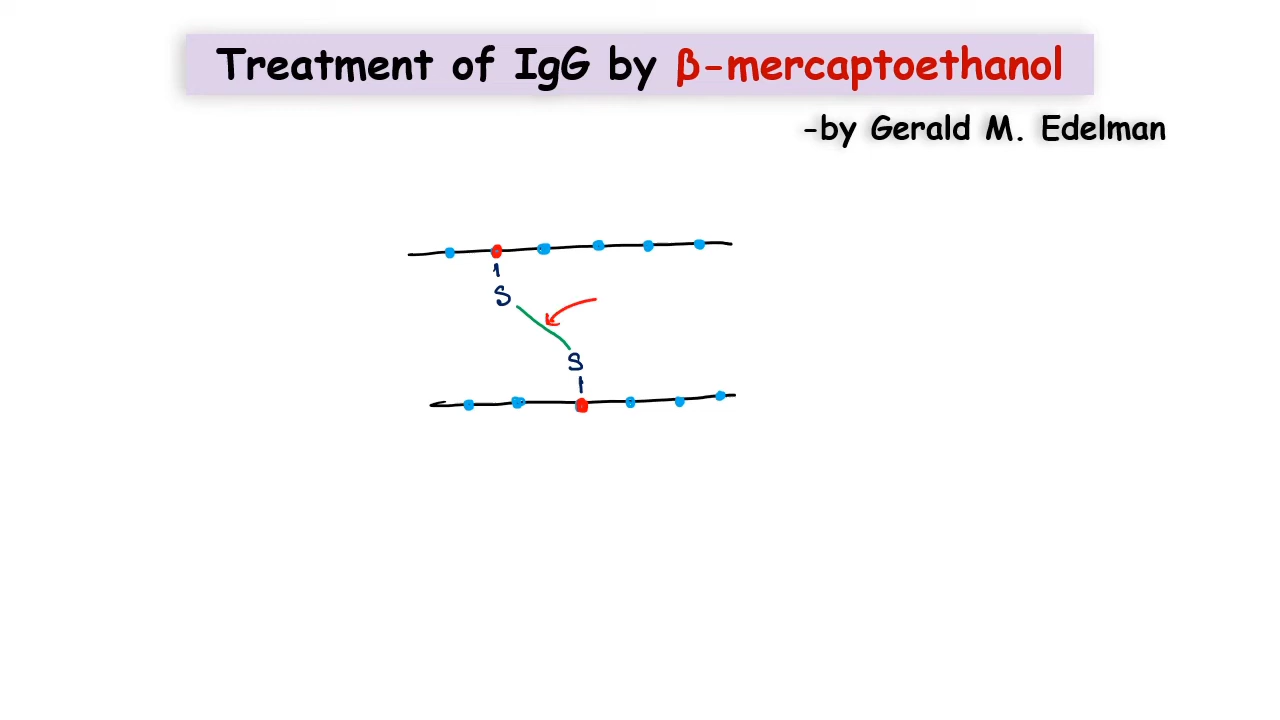 Treatment of IgG by β-mercaptoethanol
-by Gerald M. Edelman
S
S